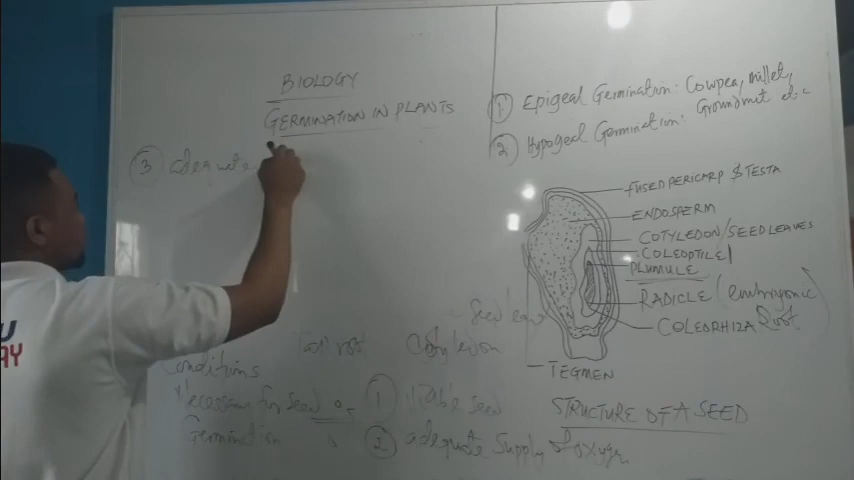 BIOLOGY
GERMINATION IN PLANTS
③ adequate
① Epigeal Germination: Cowpea, millet,
② Hypogeal Germination: Groundnut etc
FUSED PERICARP & TESTA
ENDOSPERM
COTYLEDON/SEED LEAVES
COLEOPTILE/
PLUMULE
RADICLE (embryonic
COLEORHIZA Root
TEGMEN
STRUCTURE OF A SEED
Seed
Tap root
Conditions
Necessary for seed
Germination
① Viable seed
② adequate supply of oxygen